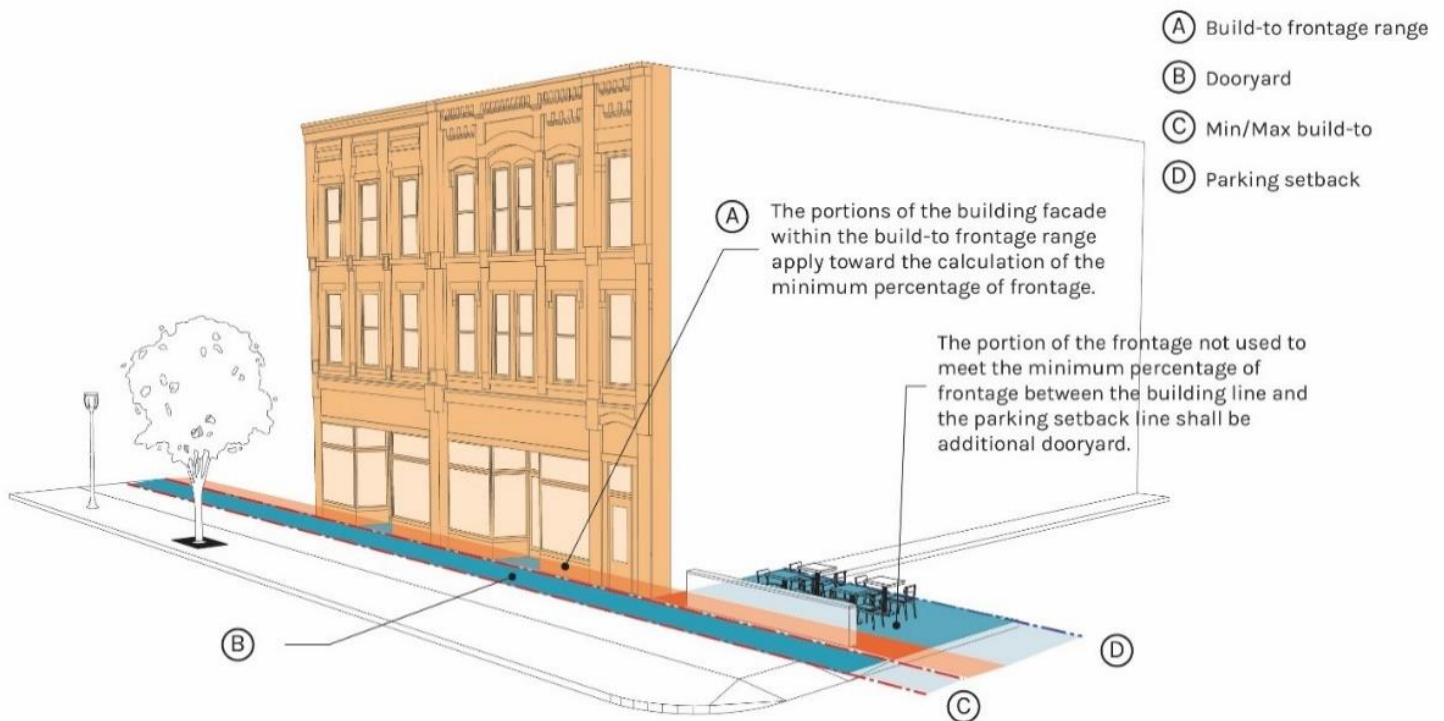 A Build-to frontage range
B Dooryard
C Min/Max build-to
D Parking setback
A The portions of the building facade
within the build-to frontage range
apply toward the calculation of the
minimum percentage of frontage.
The portion of the frontage not used to
meet the minimum percentage of
frontage between the building line and
the parking setback line shall be
additional dooryard.
B
D
C